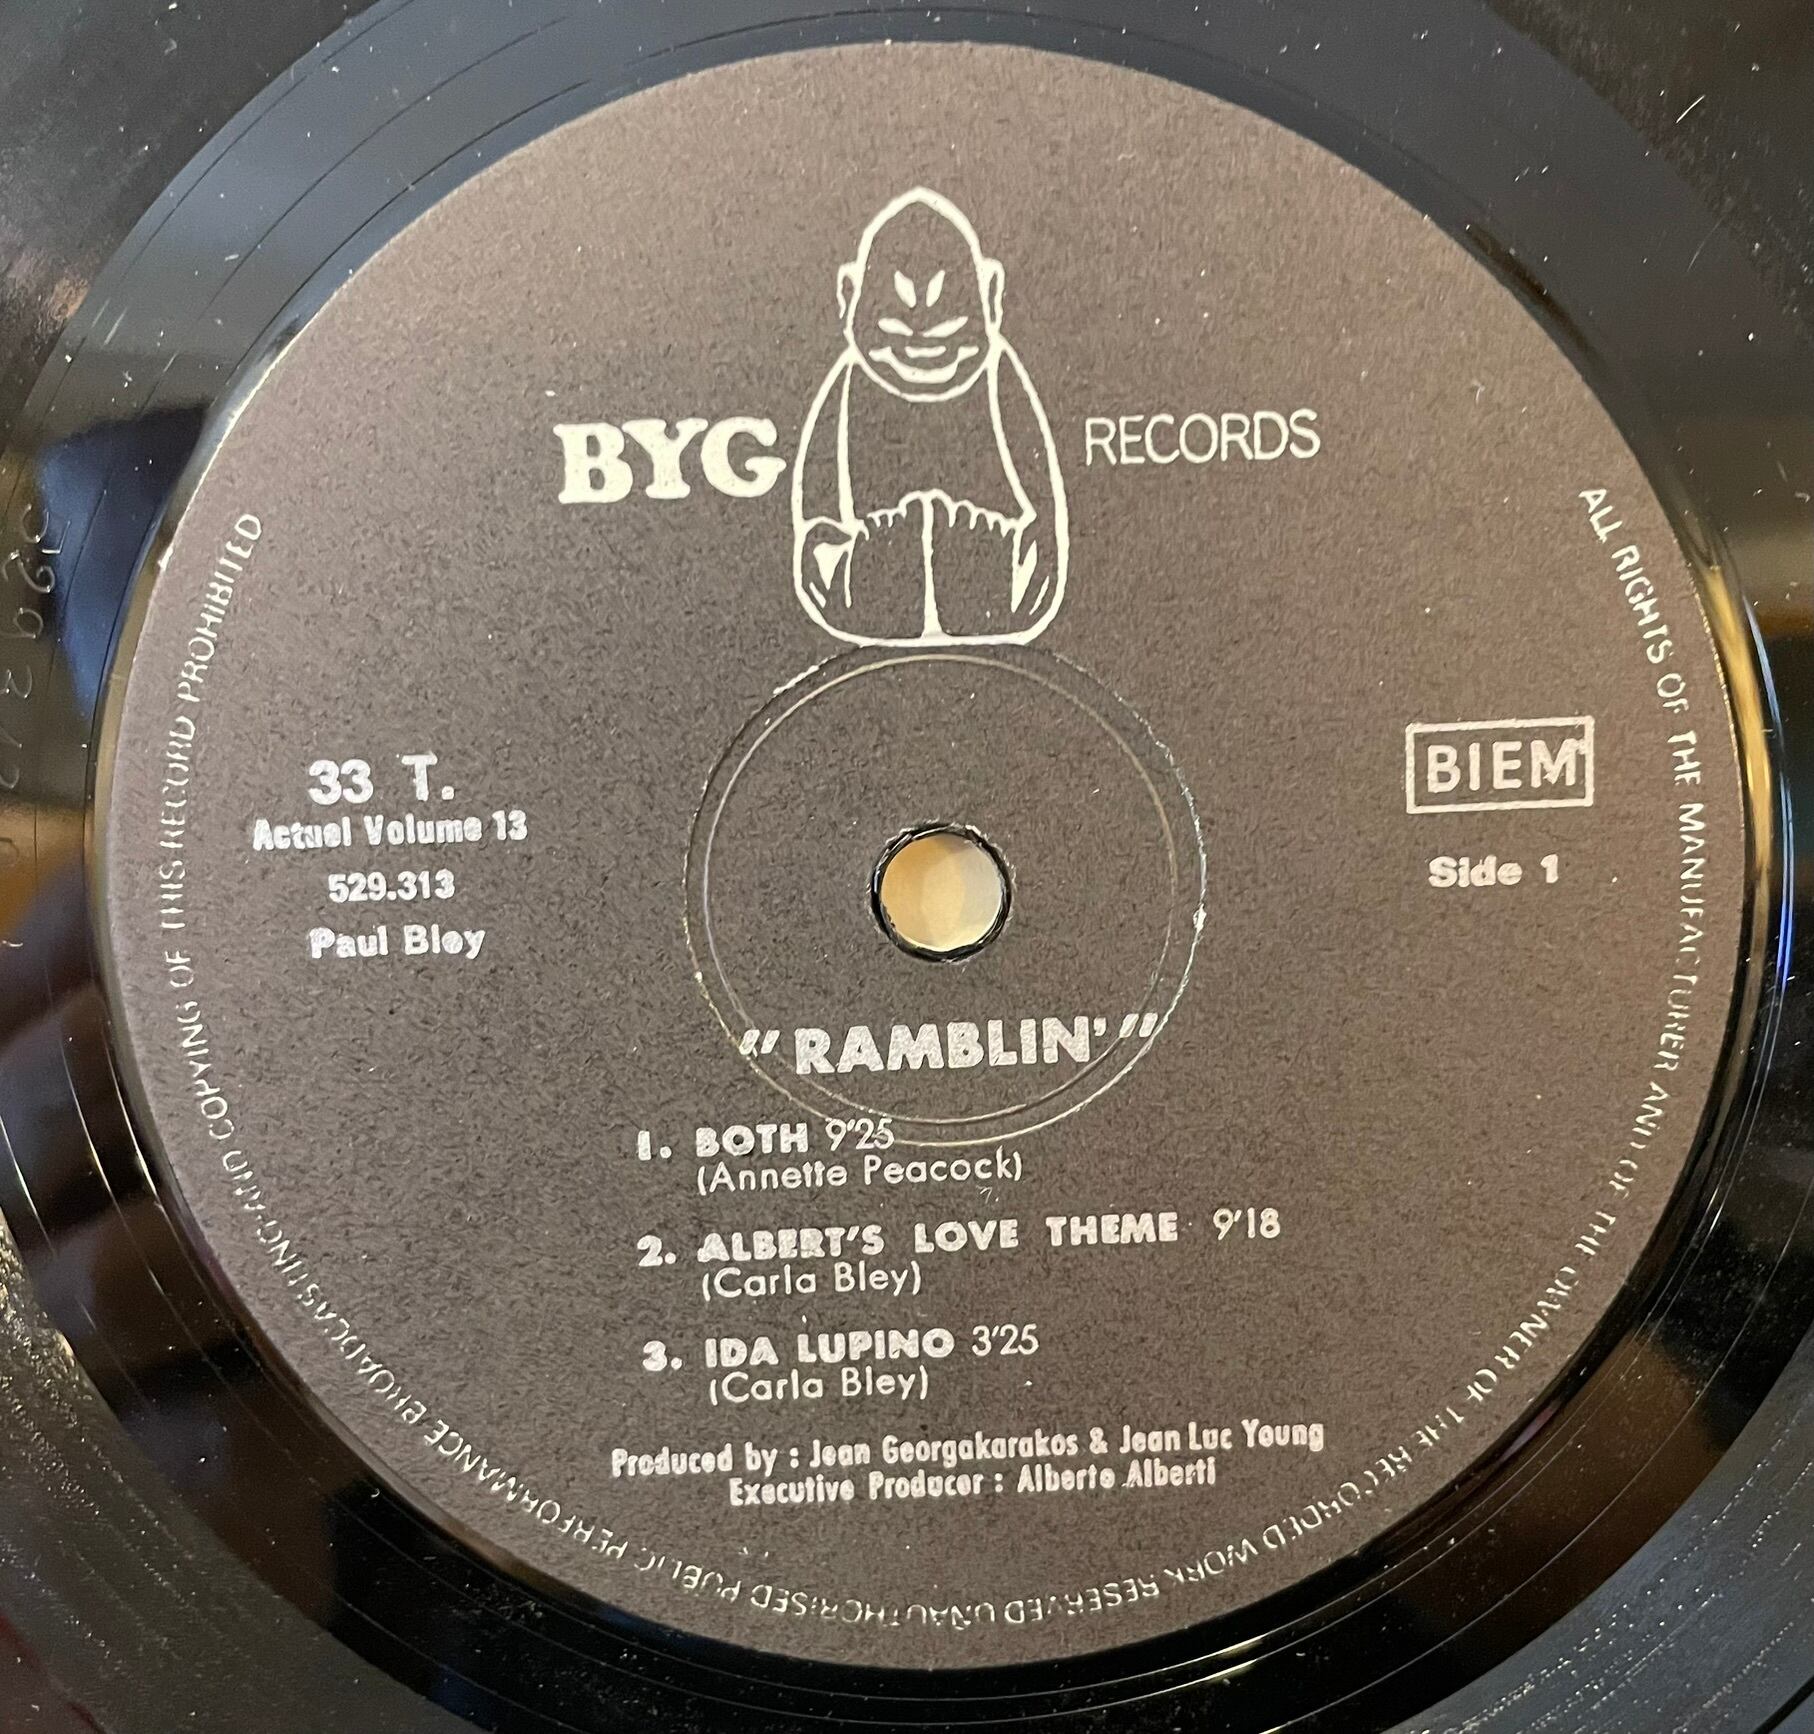 BYG RECORDS
33 T.
Actuel Volume 13
529.313
Paul Bley
BIEM
Side 1
"RAMBLIN'"
1. BOTH 9'25
(Annette Peacock)
2. ALBERT'S LOVE THEME 9'18
(Carla Bley)
3. IDA LUPINO 3'25
(Carla Bley)
Produced by : Jean Georgakarakos & Jean Luc Young
Executive Producer : Alberto Alberti
ALL RIGHTS OF THE MANUFACTURER AND OF THE OWNER OF THE RECORDED WORK RESERVED UNAUTHORISED PUBLIC PERFORMANCE BROADCASTING AND COPYING OF THIS RECORD PROHIBITED